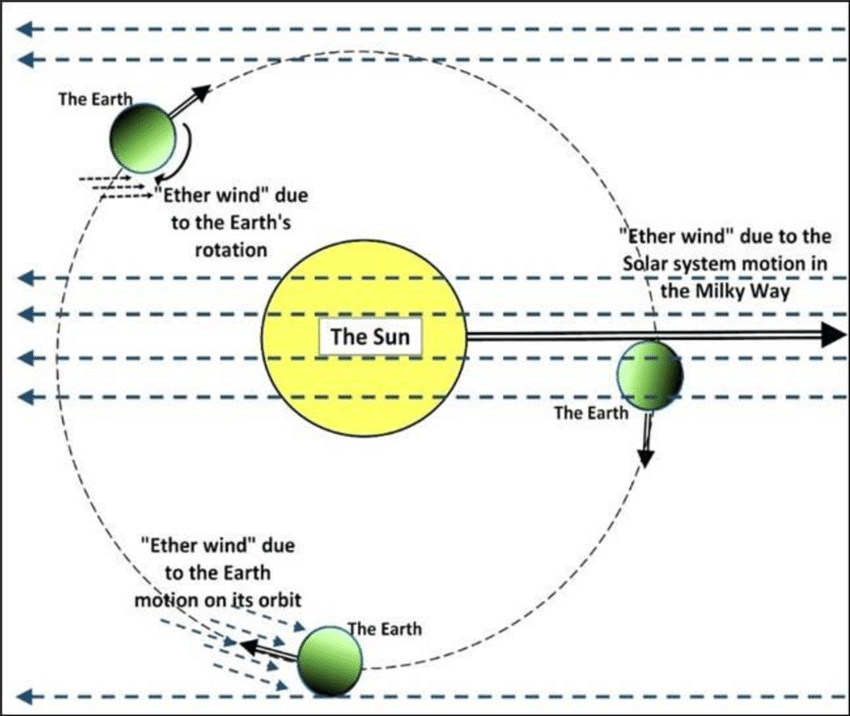 The Earth
"Ether wind" due
to the Earth's
rotation
"Ether wind" due to the
Solar system motion in
the Milky Way
The Sun
The Earth
"Ether wind" due
to the Earth
motion on its orbit
The Earth